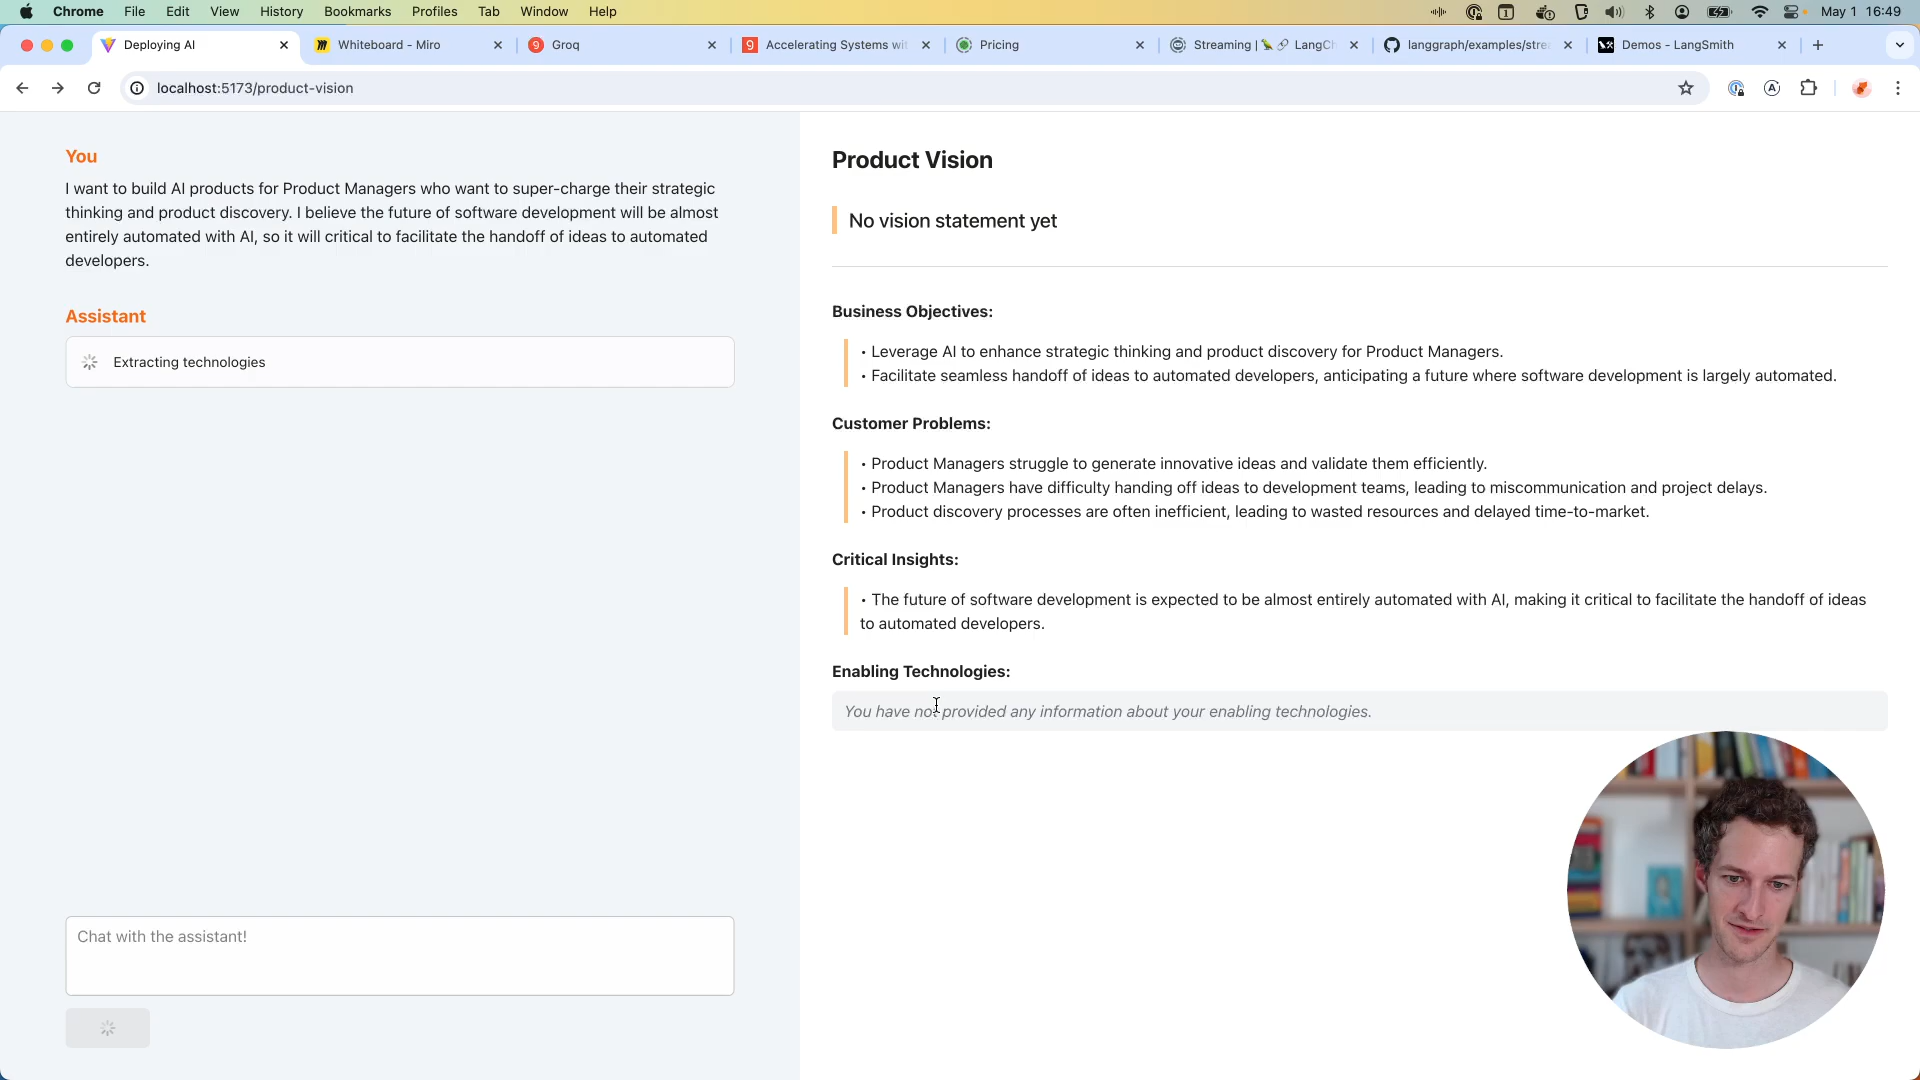 Chrome File Edit View History Bookmarks Profiles Tab Window Help May 1 16:49
Deploying AI Whiteboard - Miro Groq Accelerating Systems wit Pricing Streaming | LangCh langgraph/examples/strea Demos - LangSmith
localhost:5173/product-vision
You
I want to build AI products for Product Managers who want to super-charge their strategic
thinking and product discovery. I believe the future of software development will be almost
entirely automated with AI, so it will critical to facilitate the handoff of ideas to automated
developers.
Assistant
Extracting technologies
Chat with the assistant!
Product Vision
No vision statement yet
Business Objectives:
• Leverage AI to enhance strategic thinking and product discovery for Product Managers.
• Facilitate seamless handoff of ideas to automated developers, anticipating a future where software development is largely automated.
Customer Problems:
• Product Managers struggle to generate innovative ideas and validate them efficiently.
• Product Managers have difficulty handing off ideas to development teams, leading to miscommunication and project delays.
• Product discovery processes are often inefficient, leading to wasted resources and delayed time-to-market.
Critical Insights:
• The future of software development is expected to be almost entirely automated with AI, making it critical to facilitate the handoff of ideas
to automated developers.
Enabling Technologies:
You have not provided any information about your enabling technologies.